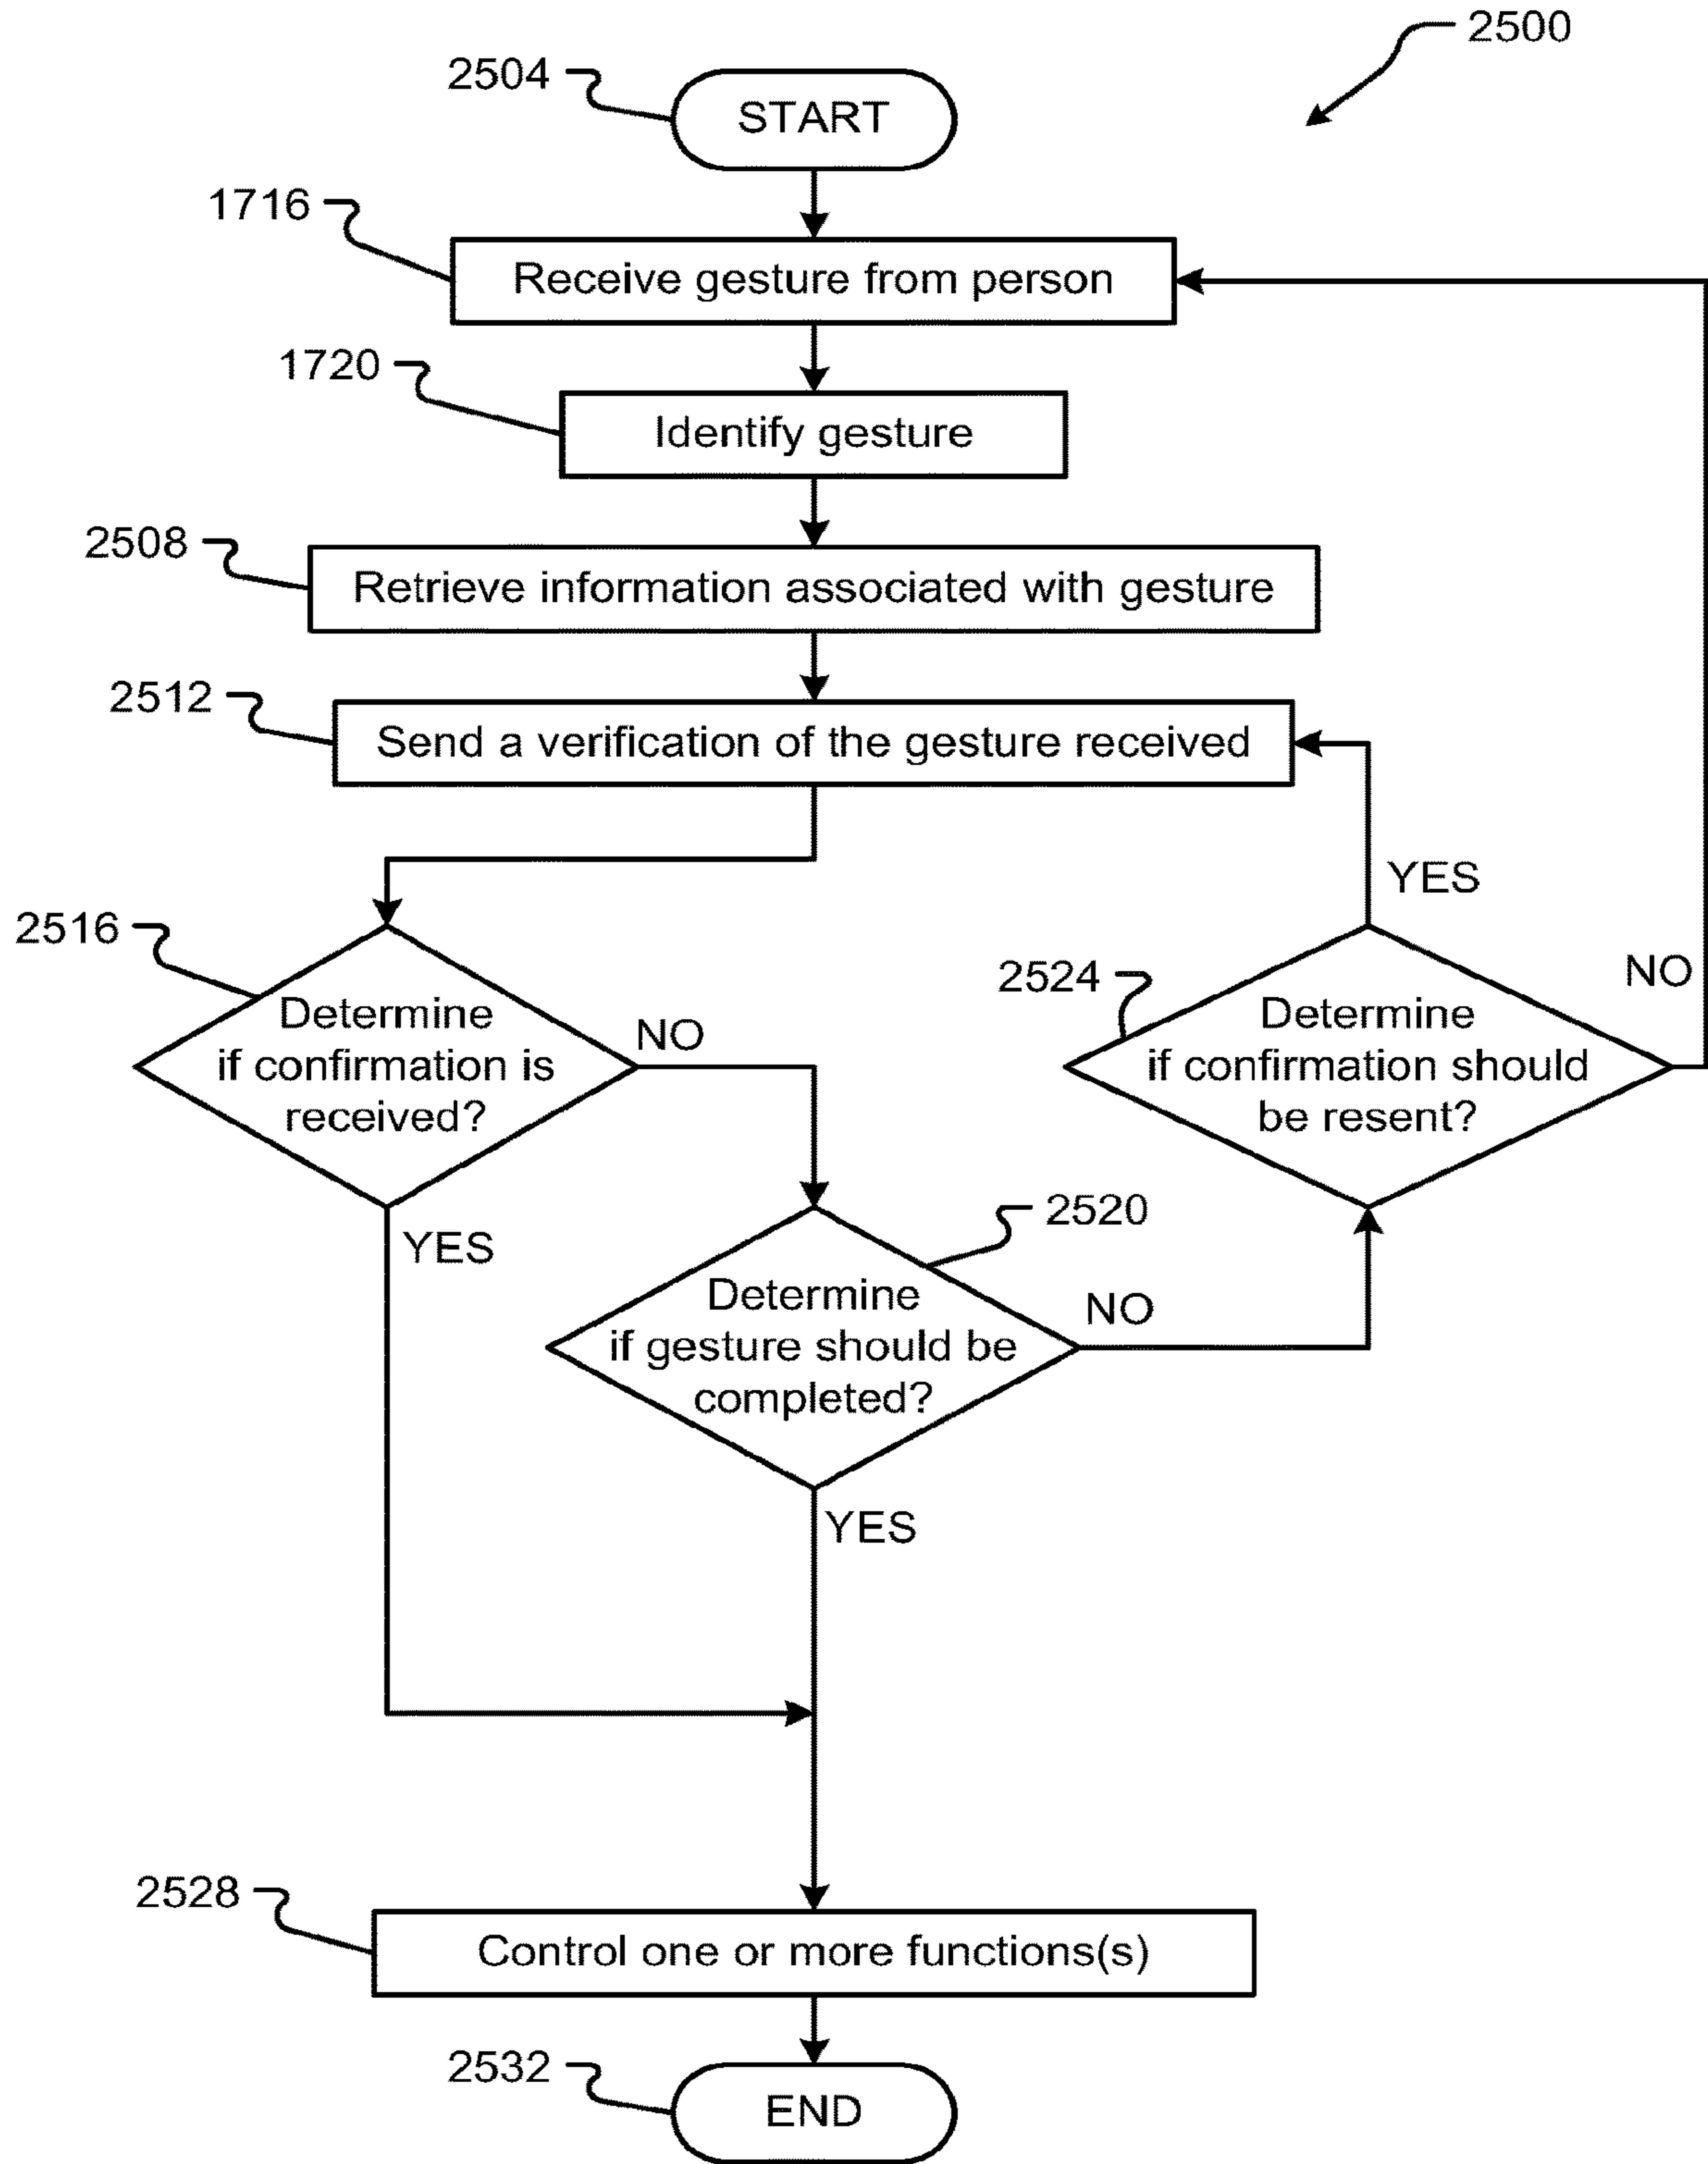 2500
2504
START
1716
Receive gesture from person
1720
Identify gesture
2508
Retrieve information associated with gesture
2512
Send a verification of the gesture received
YES
2516
2524
NO
Determine
if confirmation is
received?
NO
Determine
if confirmation should
be resent?
YES
2520
Determine
if gesture should be
completed?
NO
YES
2528
Control one or more functions(s)
2532
END